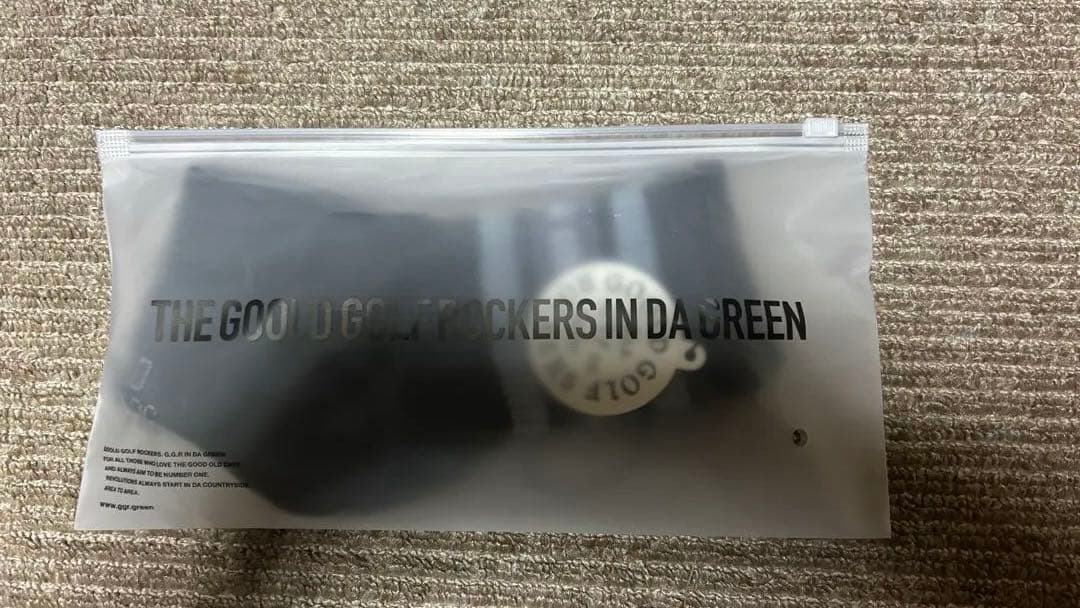 THE GOOLD GOLF ROCKERS IN DA GREEN
GOLF
GOOLD GOLF ROCKERS. G.G.R IN DA GREEN
FOR ALL THOSE WHO LOVE THE GOOD OLD DAYS
AND ALWAYS AIM TO BE NUMBER ONE.
REVOLUTIONS ALWAYS START IN DA COUNTRYSIDE.
AREA TO AREA.
www.ggr.green